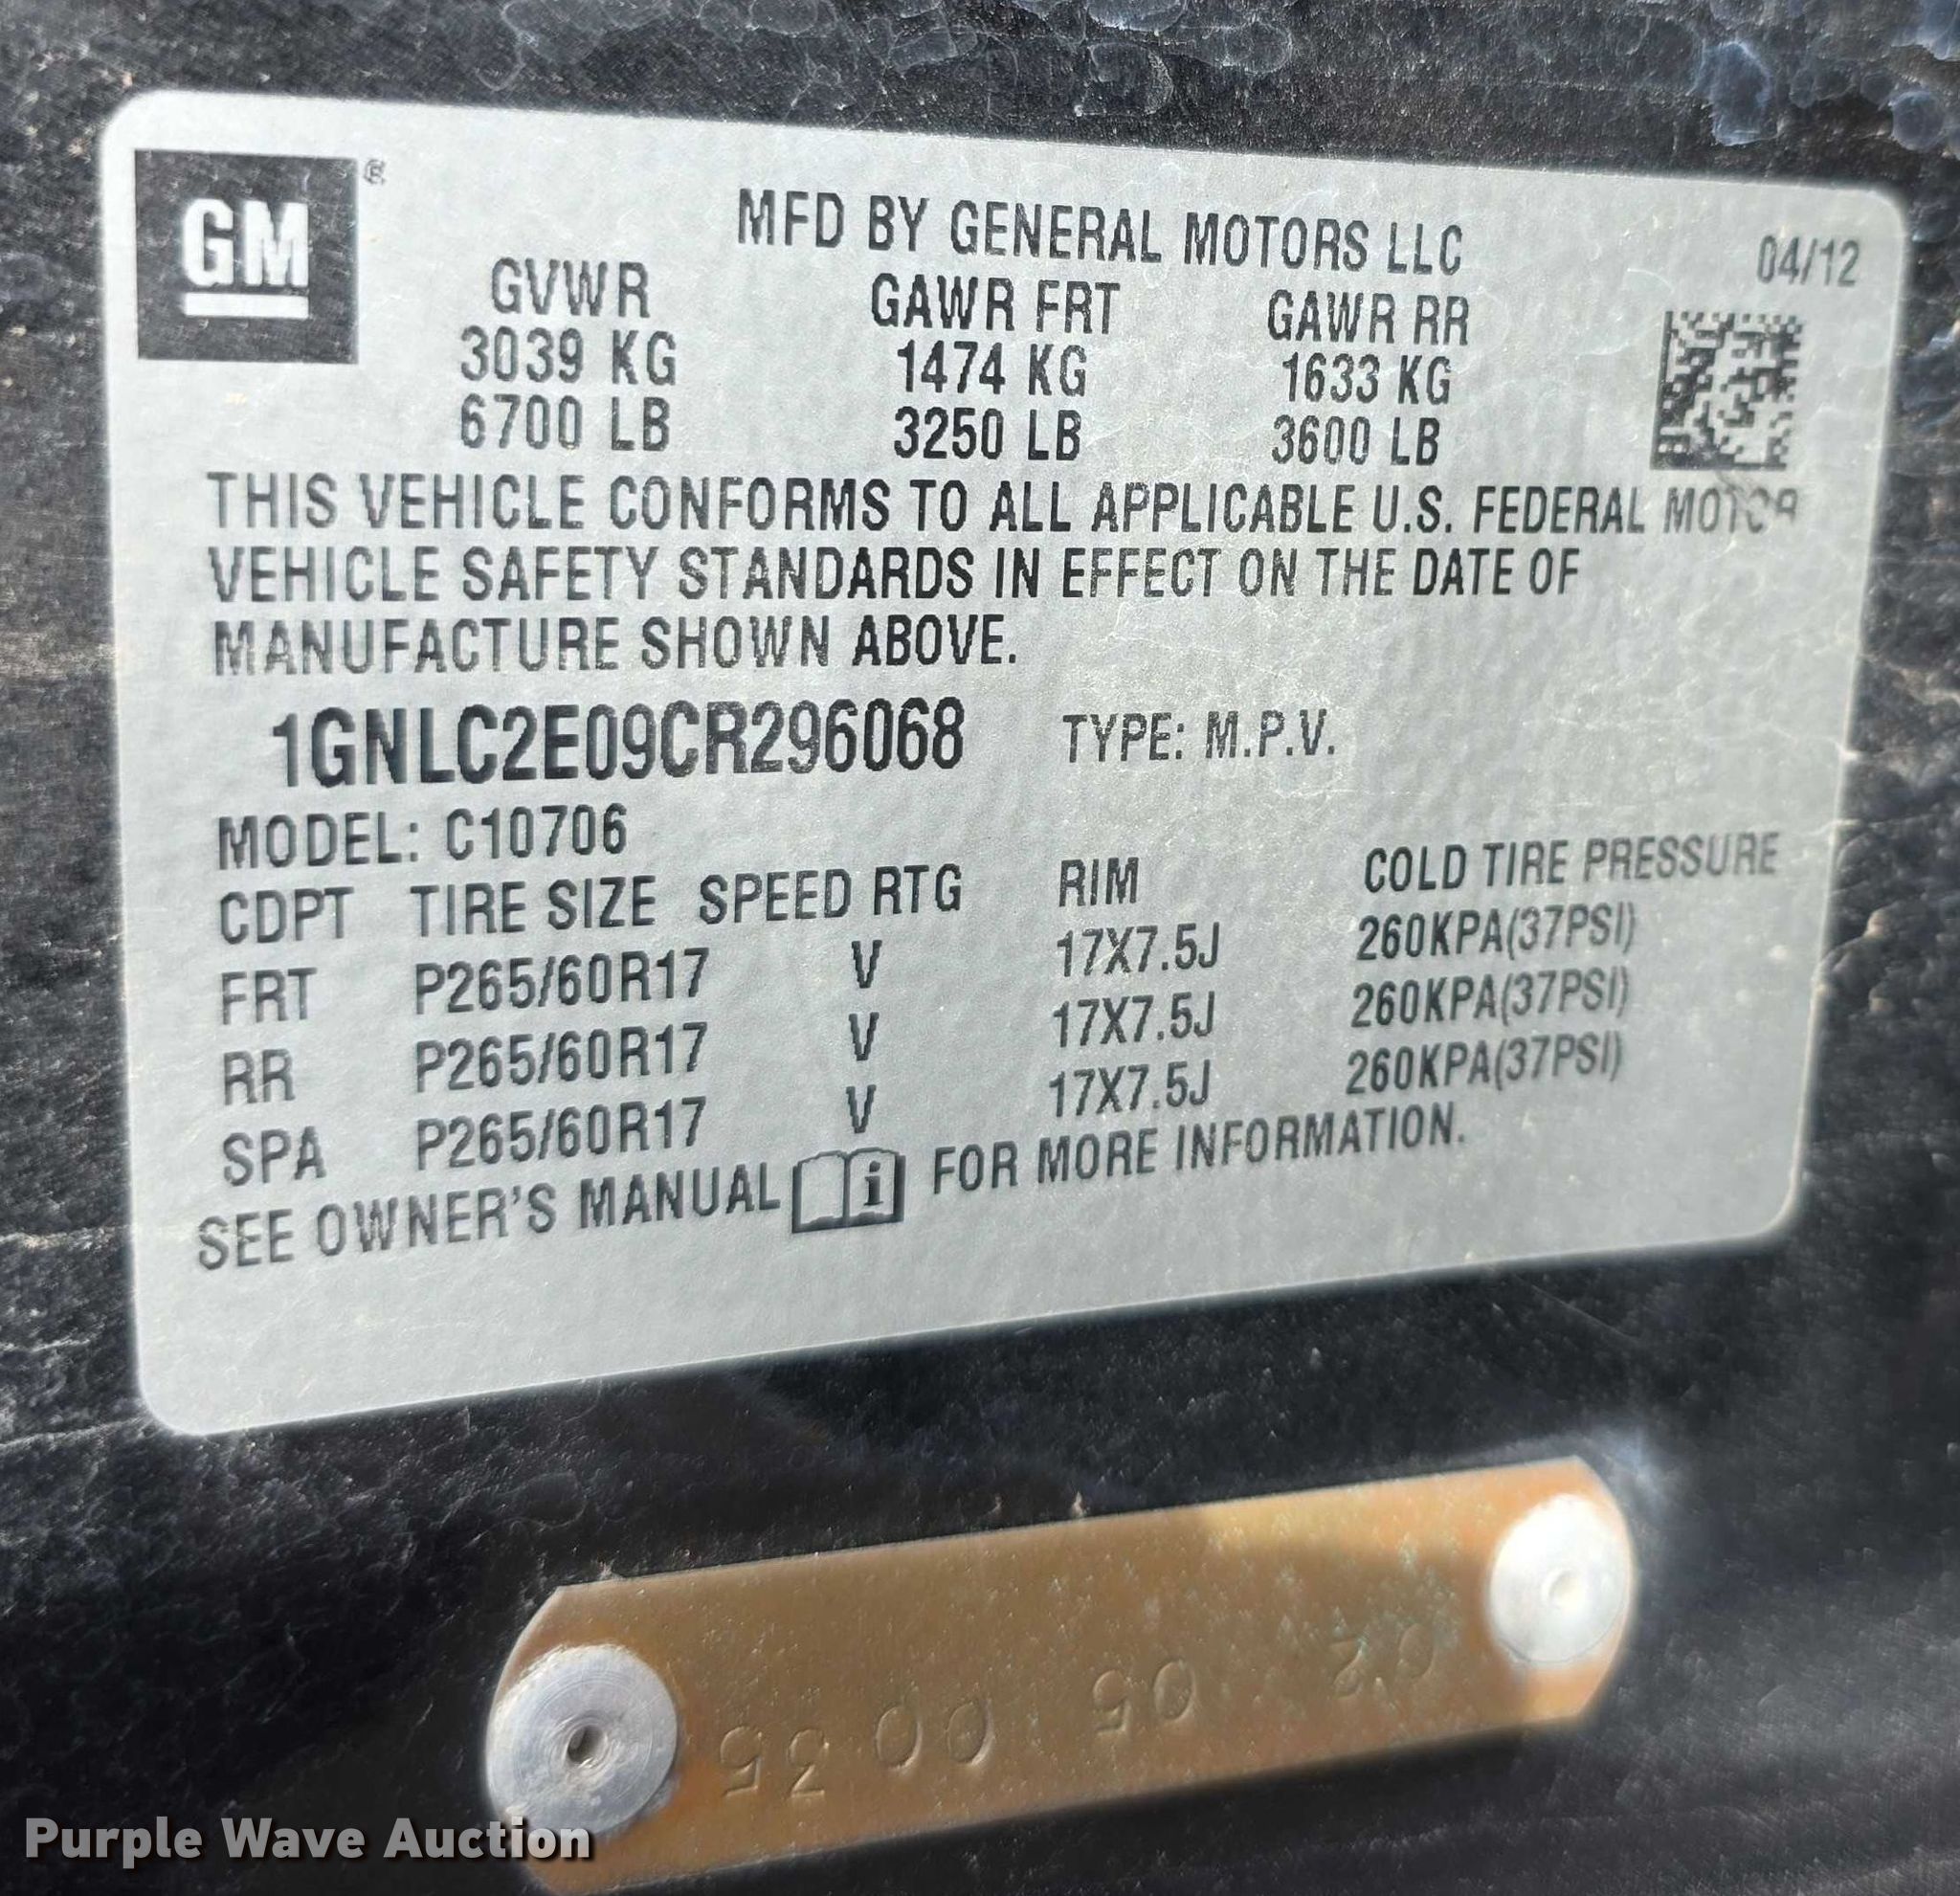 GM ®
MFD BY GENERAL MOTORS LLC
04/12
GVWR GAWR FRT GAWR RR
3039 KG 1474 KG 1633 KG
6700 LB 3250 LB 3600 LB
THIS VEHICLE CONFORMS TO ALL APPLICABLE U.S. FEDERAL MOTOR
VEHICLE SAFETY STANDARDS IN EFFECT ON THE DATE OF
MANUFACTURE SHOWN ABOVE.
1GNLC2E09CR296068 TYPE: M.P.V.
MODEL: C10706
CDPT TIRE SIZE SPEED RTG RIM COLD TIRE PRESSURE
FRT P265/60R17 V 17X7.5J 260KPA(37PSI)
RR P265/60R17 V 17X7.5J 260KPA(37PSI)
SPA P265/60R17 V 17X7.5J 260KPA(37PSI)
SEE OWNER'S MANUAL i FOR MORE INFORMATION.
Purple Wave Auction